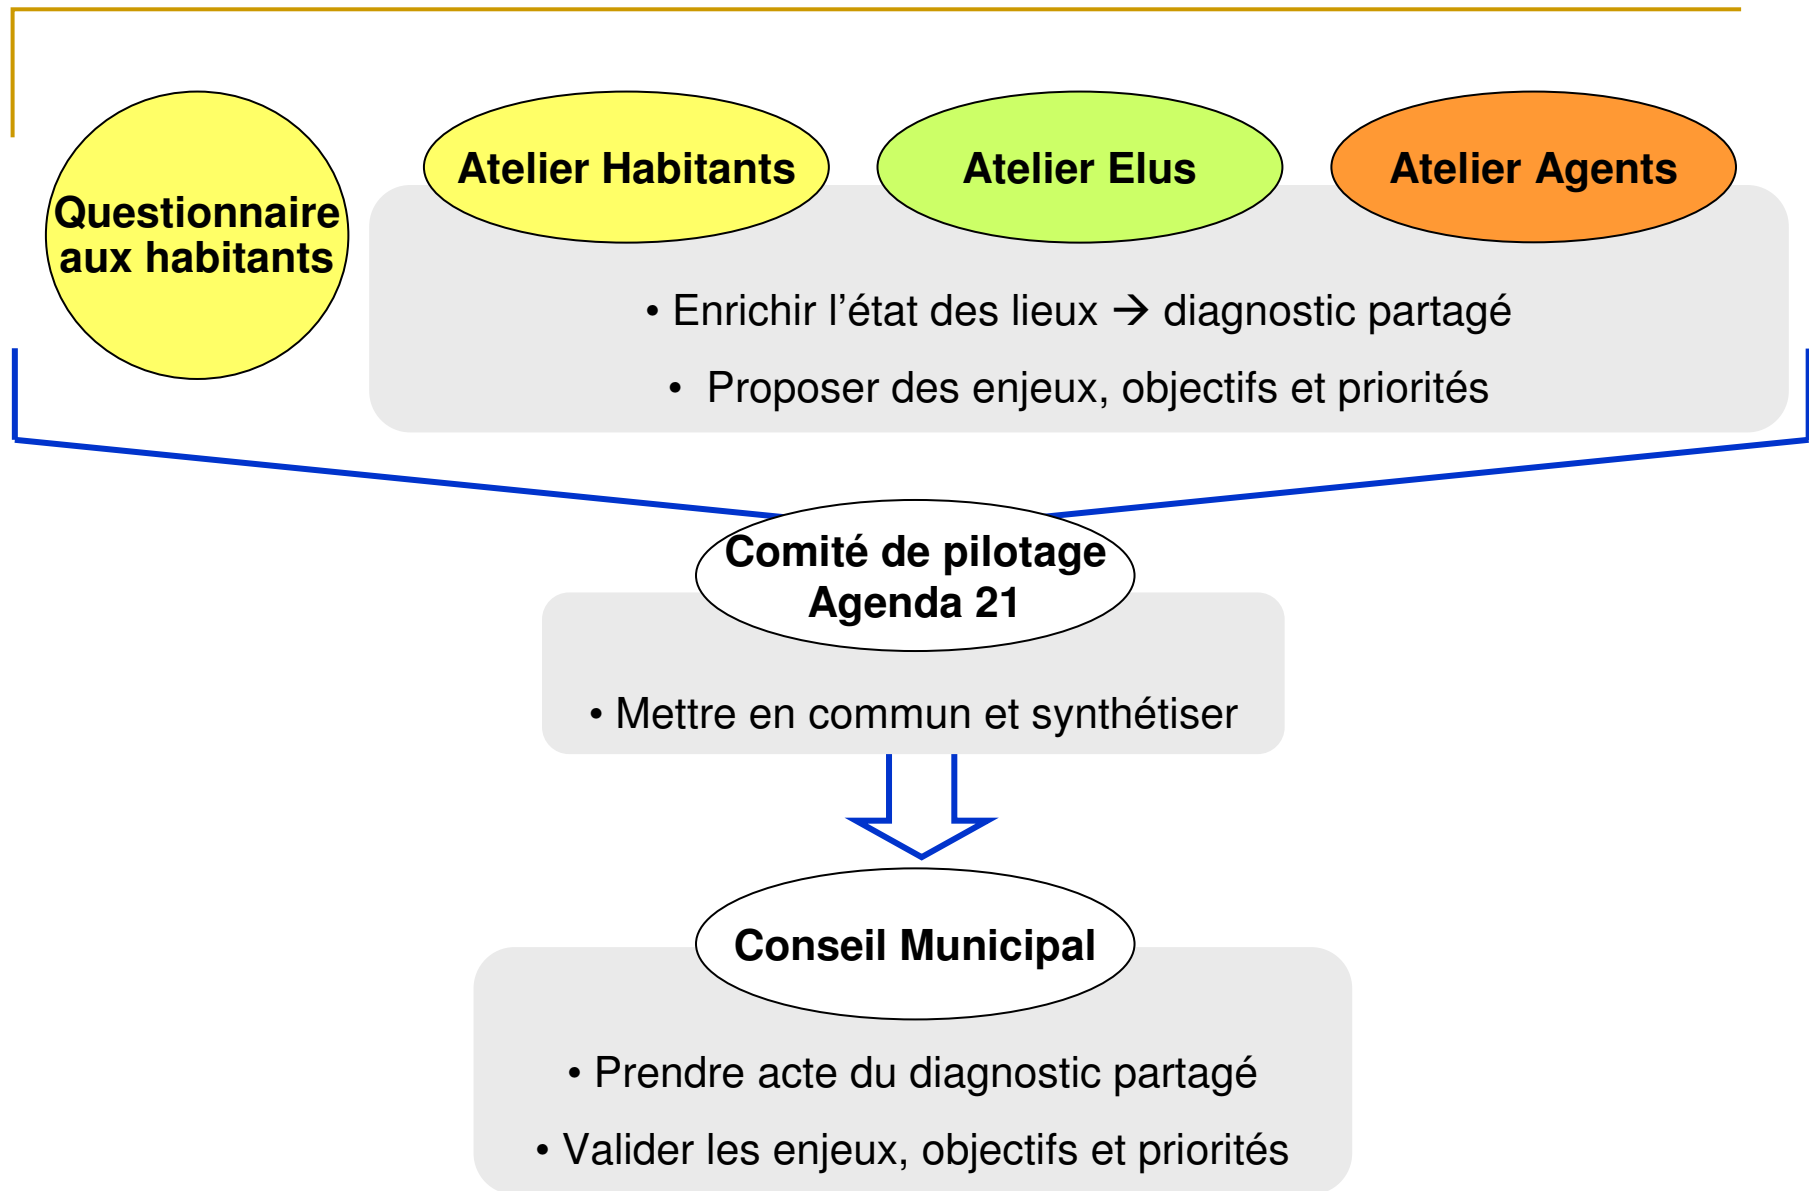 Questionnaire
aux habitants
Atelier Habitants
Atelier Elus
Atelier Agents
• Enrichir l’état des lieux → diagnostic partagé
• Proposer des enjeux, objectifs et priorités
Comité de pilotage
Agenda 21
• Mettre en commun et synthétiser
Conseil Municipal
• Prendre acte du diagnostic partagé
• Valider les enjeux, objectifs et priorités